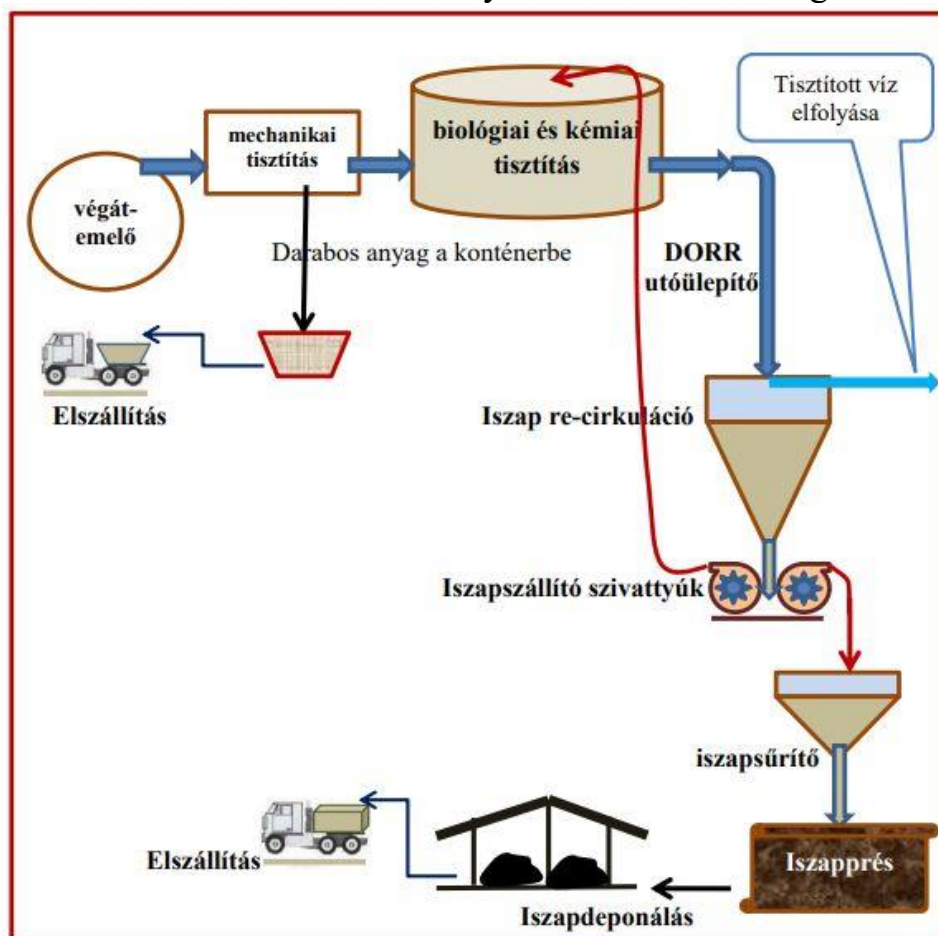 Tisztított víz
elfolyása
mechanikai
tisztítás
biológiai és kémiai
tisztítás
végát-
emelő
Darabos anyag a konténerbe
DORR
utóülepítő
Elszállítás
Iszap re-cirkuláció
Iszapszállító szivattyúk
iszapsűrítő
Elszállítás
Iszapprés
Iszapdeponálás